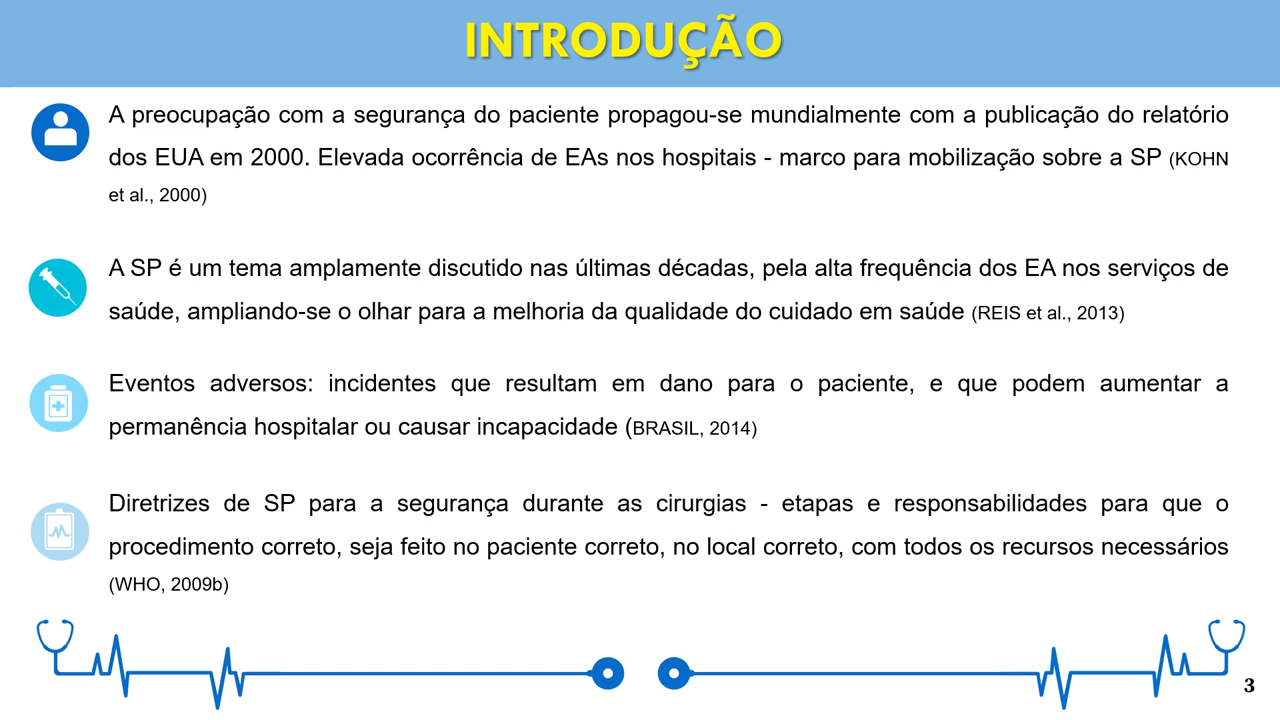 INTRODUÇÃO
A preocupação com a segurança do paciente propagou-se mundialmente com a publicação do relatório
dos EUA em 2000. Elevada ocorrência de EAs nos hospitais - marco para mobilização sobre a SP (KOHN
et al., 2000)
A SP é um tema amplamente discutido nas últimas décadas, pela alta frequência dos EA nos serviços de
saúde, ampliando-se o olhar para a melhoria da qualidade do cuidado em saúde (REIS et al., 2013)
Eventos adversos: incidentes que resultam em dano para o paciente, e que podem aumentar a
permanência hospitalar ou causar incapacidade (BRASIL, 2014)
Diretrizes de SP para a segurança durante as cirurgias - etapas e responsabilidades para que o
procedimento correto, seja feito no paciente correto, no local correto, com todos os recursos necessários
(WHO, 2009b)
3